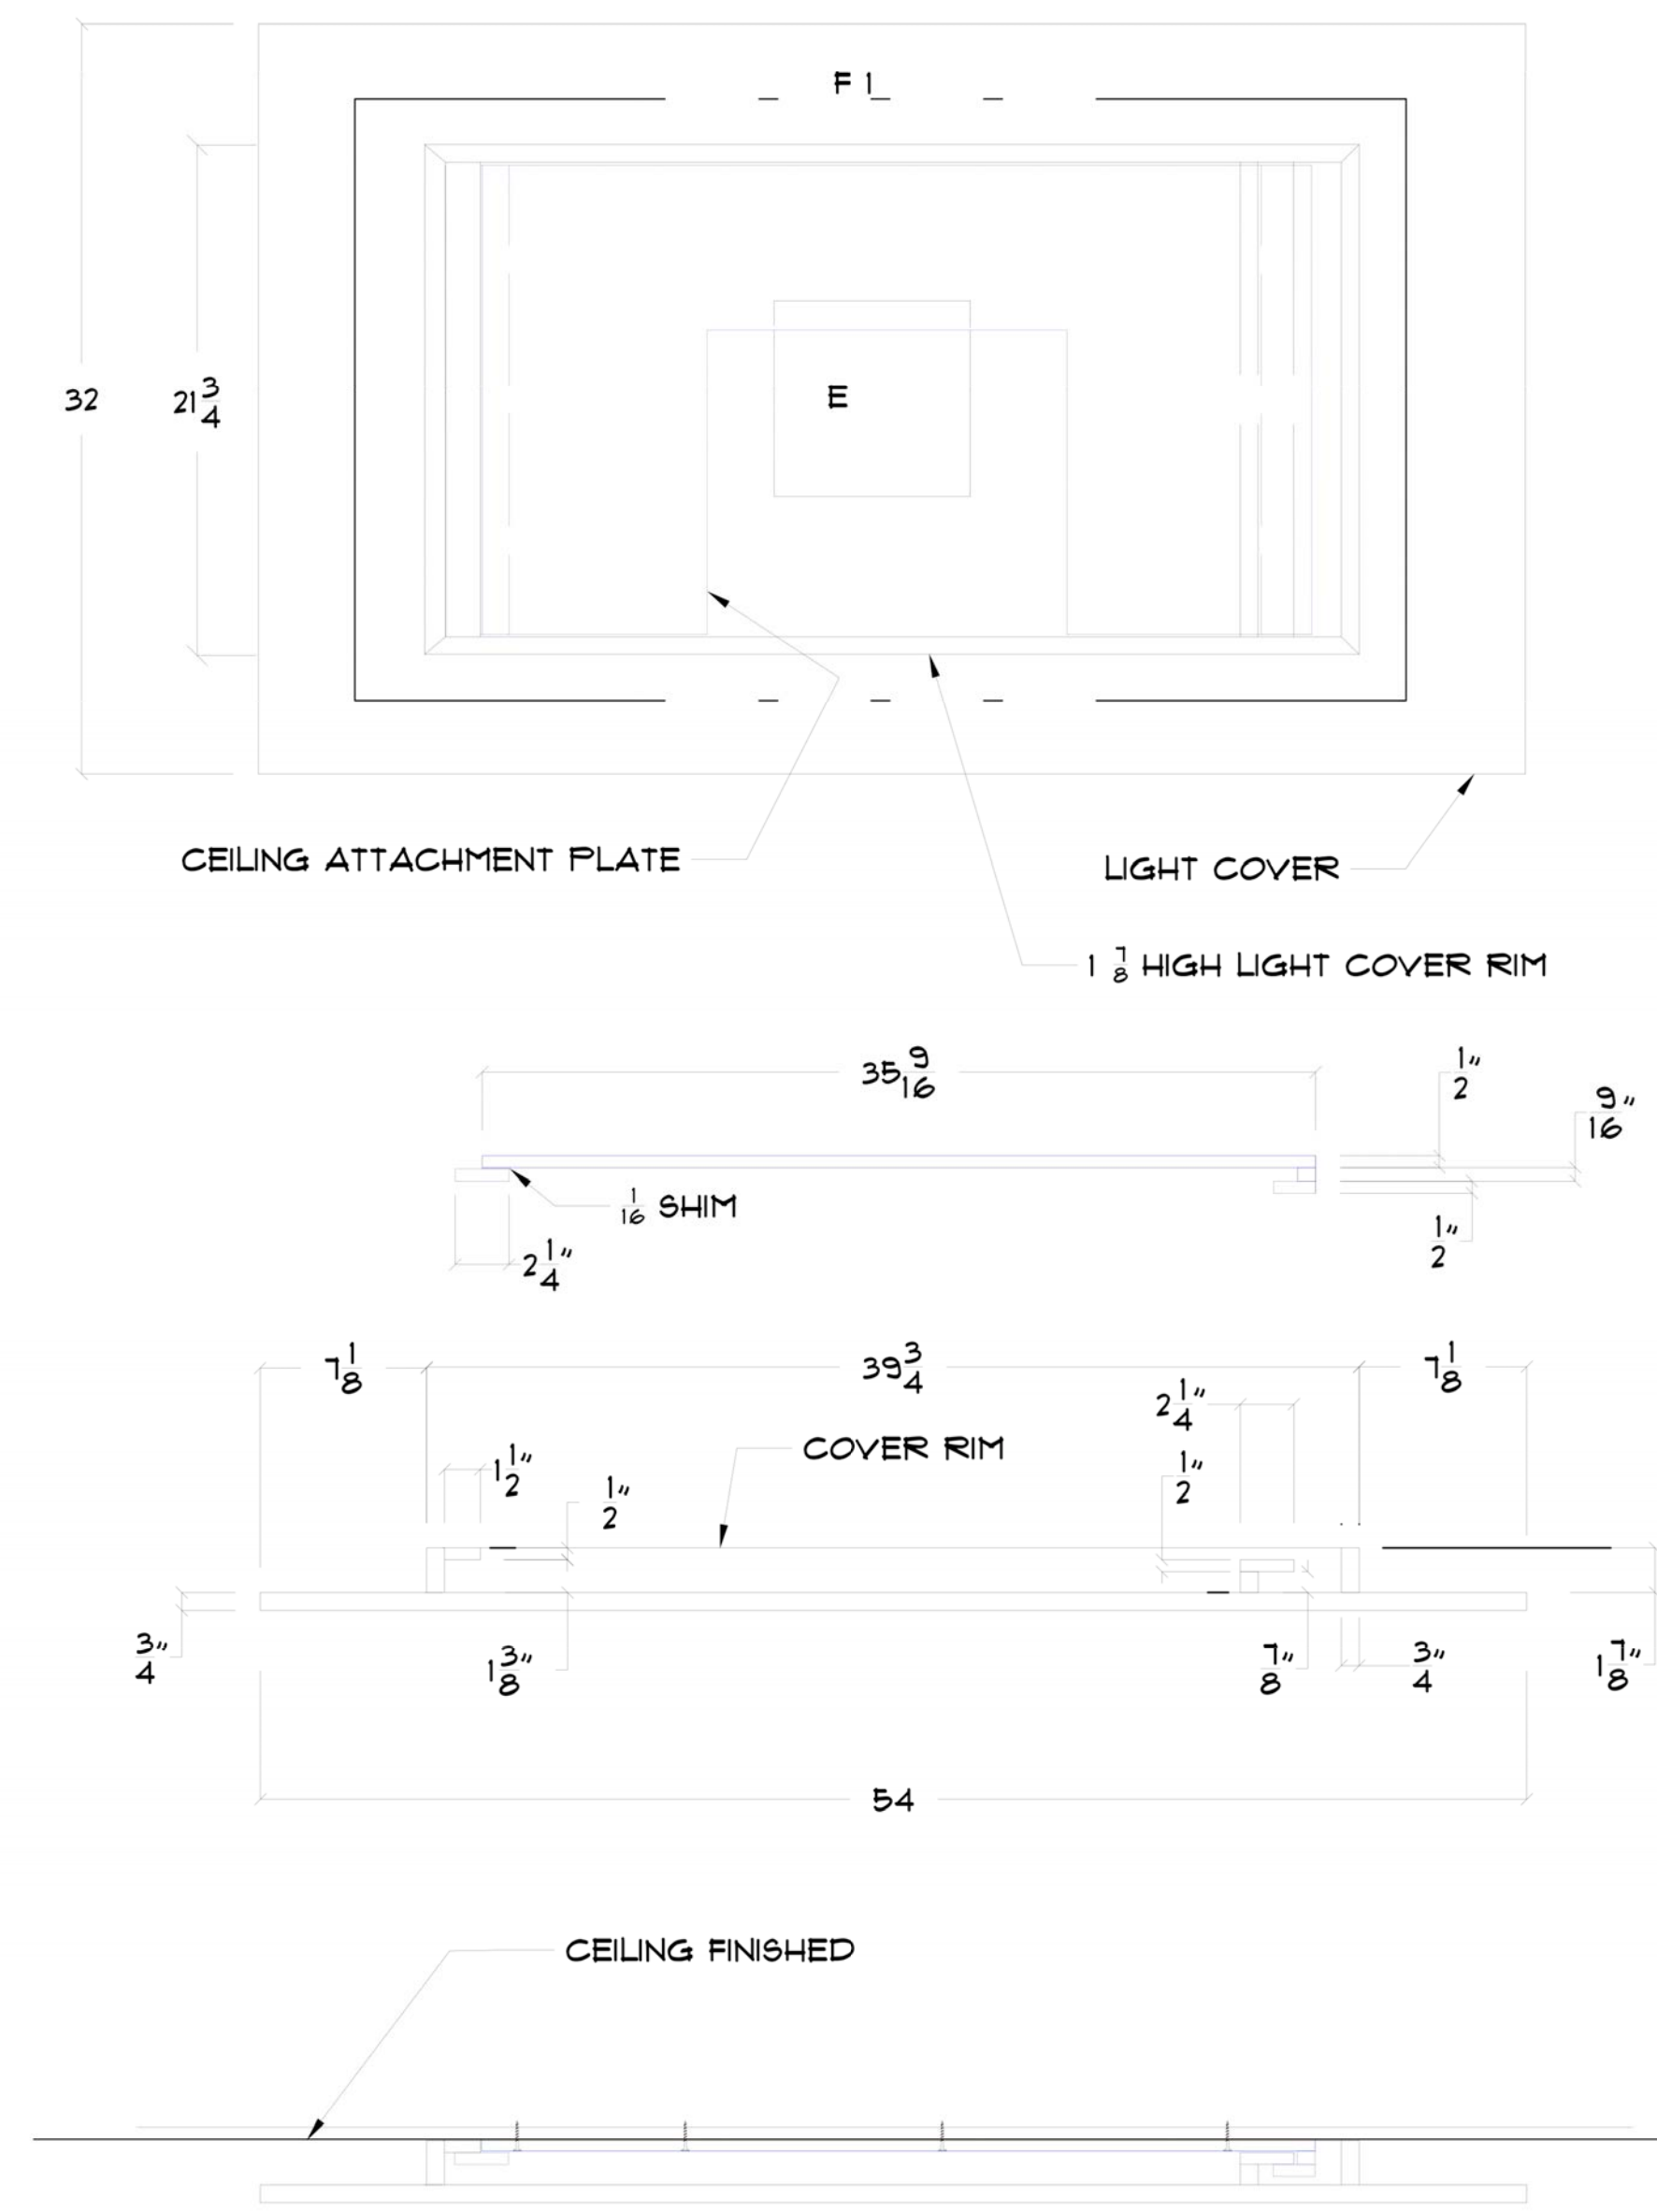 F 1
32
21 3/4
E
CEILING ATTACHMENT PLATE
LIGHT COVER
1 7/8 HIGH LIGHT COVER RIM
35 9/16
1/2"
9/16"
1/16 SHIM
1/2"
2 1/4"
7 1/8
39 3/4
7 1/8
2 1/4"
COVER RIM
1 1/2"
1/2"
1/2"
3/4"
1 3/8"
7/8"
3/4"
1 7/8"
54
CEILING FINISHED